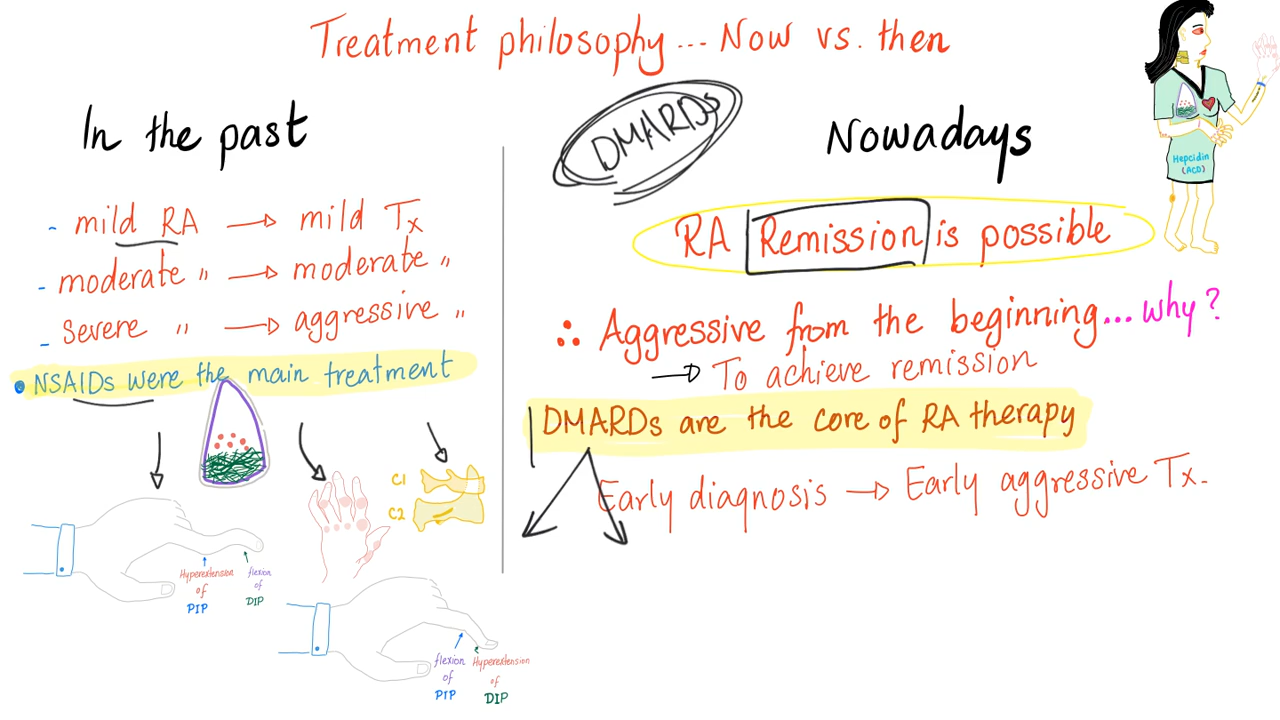 Treatment philosophy... Now vs. then
In the past
- mild RA → mild Tx
- moderate " → moderate "
- severe " → aggressive "
• NSAIDs were the main treatment
C1
C2
Hyperextension
of
PIP
flexion
of
DIP
flexion
of
PIP
Hyperextension
of
DIP
DMARDs
Nowadays
RA Remission is possible
∴ Aggressive from the beginning... why?
→ To achieve remission
DMARDs are the core of RA therapy
Early diagnosis → Early aggressive Tx.
Hepcidin
(ACD)